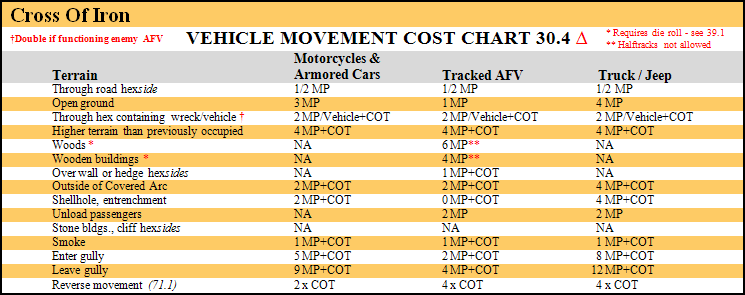 Cross Of Iron
†Double if functioning enemy AFV VEHICLE MOVEMENT COST CHART 30.4 Δ * Requires die roll - see 39.1
** Halftracks not allowed
Terrain Motorcycles & Armored Cars Tracked AFV Truck / Jeep
Through road hexside 1/2 MP 1/2 MP 1/2 MP
Open ground 3 MP 1 MP 4 MP
Through hex containing wreck/vehicle † 2 MP/Vehicle+COT 2 MP/Vehicle+COT 2 MP/Vehicle+COT
Higher terrain than previously occupied 4 MP+COT 4 MP+COT 4 MP+COT
Woods * NA 6 MP** NA
Wooden buildings * NA 4 MP** NA
Over wall or hedge hexsides NA 1 MP+COT NA
Outside of Covered Arc 2 MP+COT 2 MP+COT 4 MP+COT
Shellhole, entrenchment 2 MP+COT 0 MP+COT 4 MP+COT
Unload passengers NA 2 MP 2 MP
Stone bldgs., cliff hexsides NA NA NA
Smoke 1 MP+COT 1 MP+COT 1 MP+COT
Enter gully 5 MP+COT 2 MP+COT 8 MP+COT
Leave gully 9 MP+COT 4 MP+COT 12 MP+COT
Reverse movement (71.1) 2 x COT 4 x COT 4 x COT